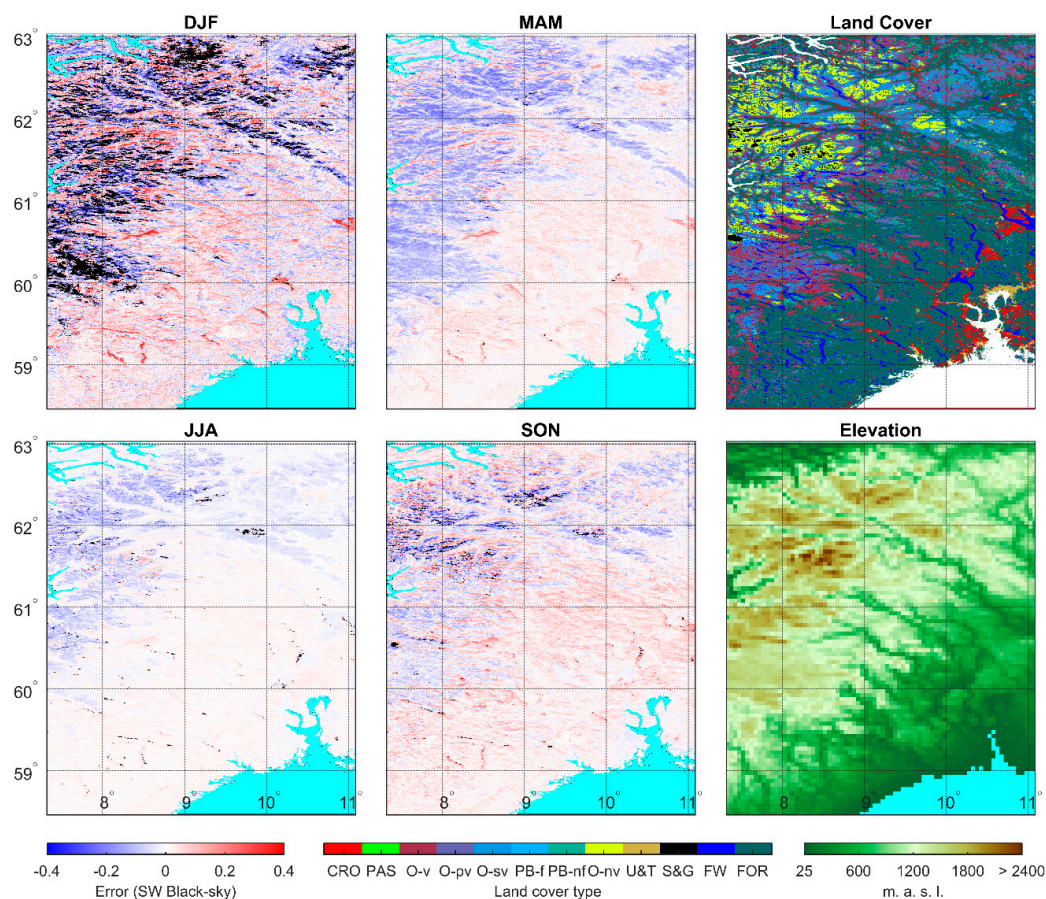 DJF
MAM
Land Cover
63°
62°
61°
60°
59°
JJA
SON
Elevation
63°
62°
61°
60°
59°
8° 9° 10° 11°
8° 9° 10° 11°
8° 9° 10° 11°
-0.4 -0.2 0 0.2 0.4
CRO PAS O-v O-pv O-sv PB-f PB-nf O-nv U&T S&G FW FOR
25 600 1200 1800 > 2400
Error (SW Black-sky)
Land cover type
m. a. s. l.